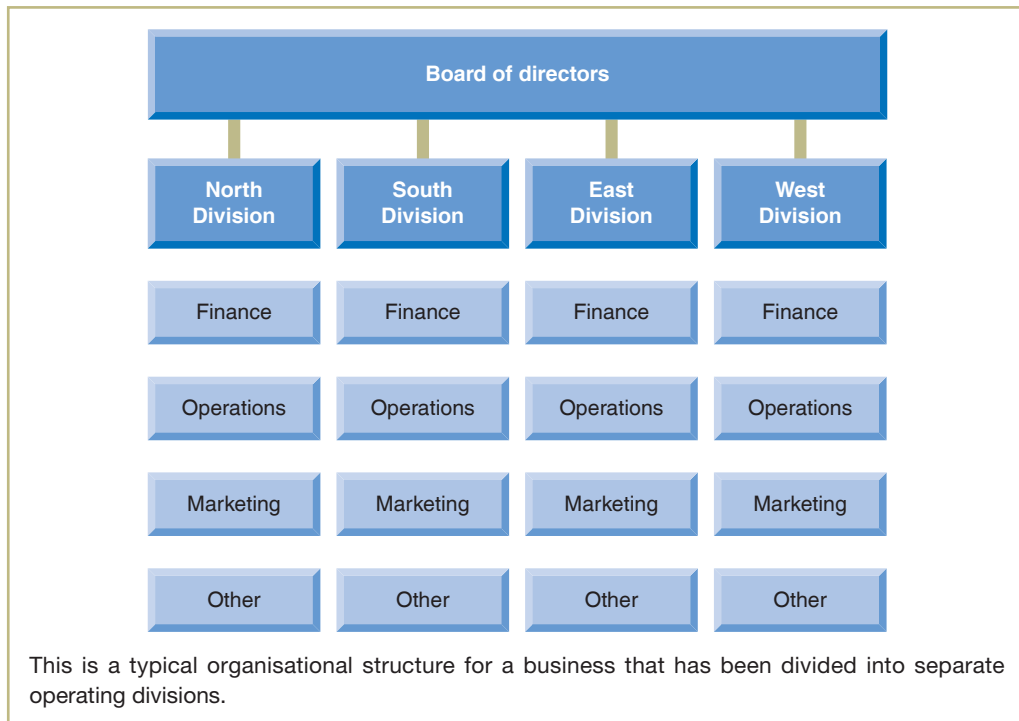 Board of directors
North
Division
South
Division
East
Division
West
Division
Finance
Finance
Finance
Finance
Operations
Operations
Operations
Operations
Marketing
Marketing
Marketing
Marketing
Other
Other
Other
Other
This is a typical organisational structure for a business that has been divided into separate
operating divisions.